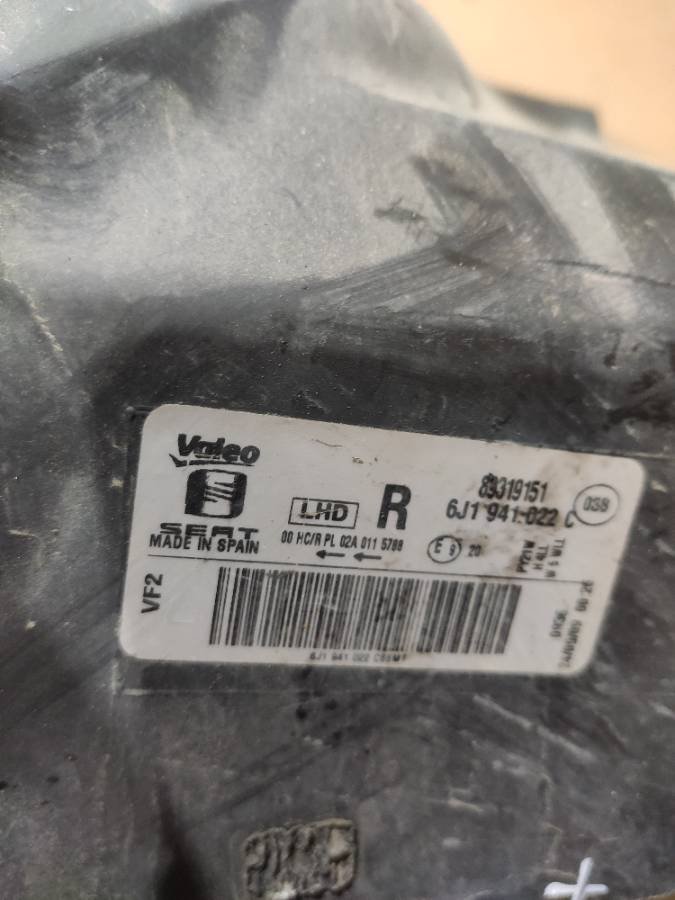 Valeo
SEAT
MADE IN SPAIN
LHD
R
00 HC/R PL 02A 011 5788
89319151
6J1 941 022 C
038
E 9
20
PY21W
VF2
6J1 941 022 C